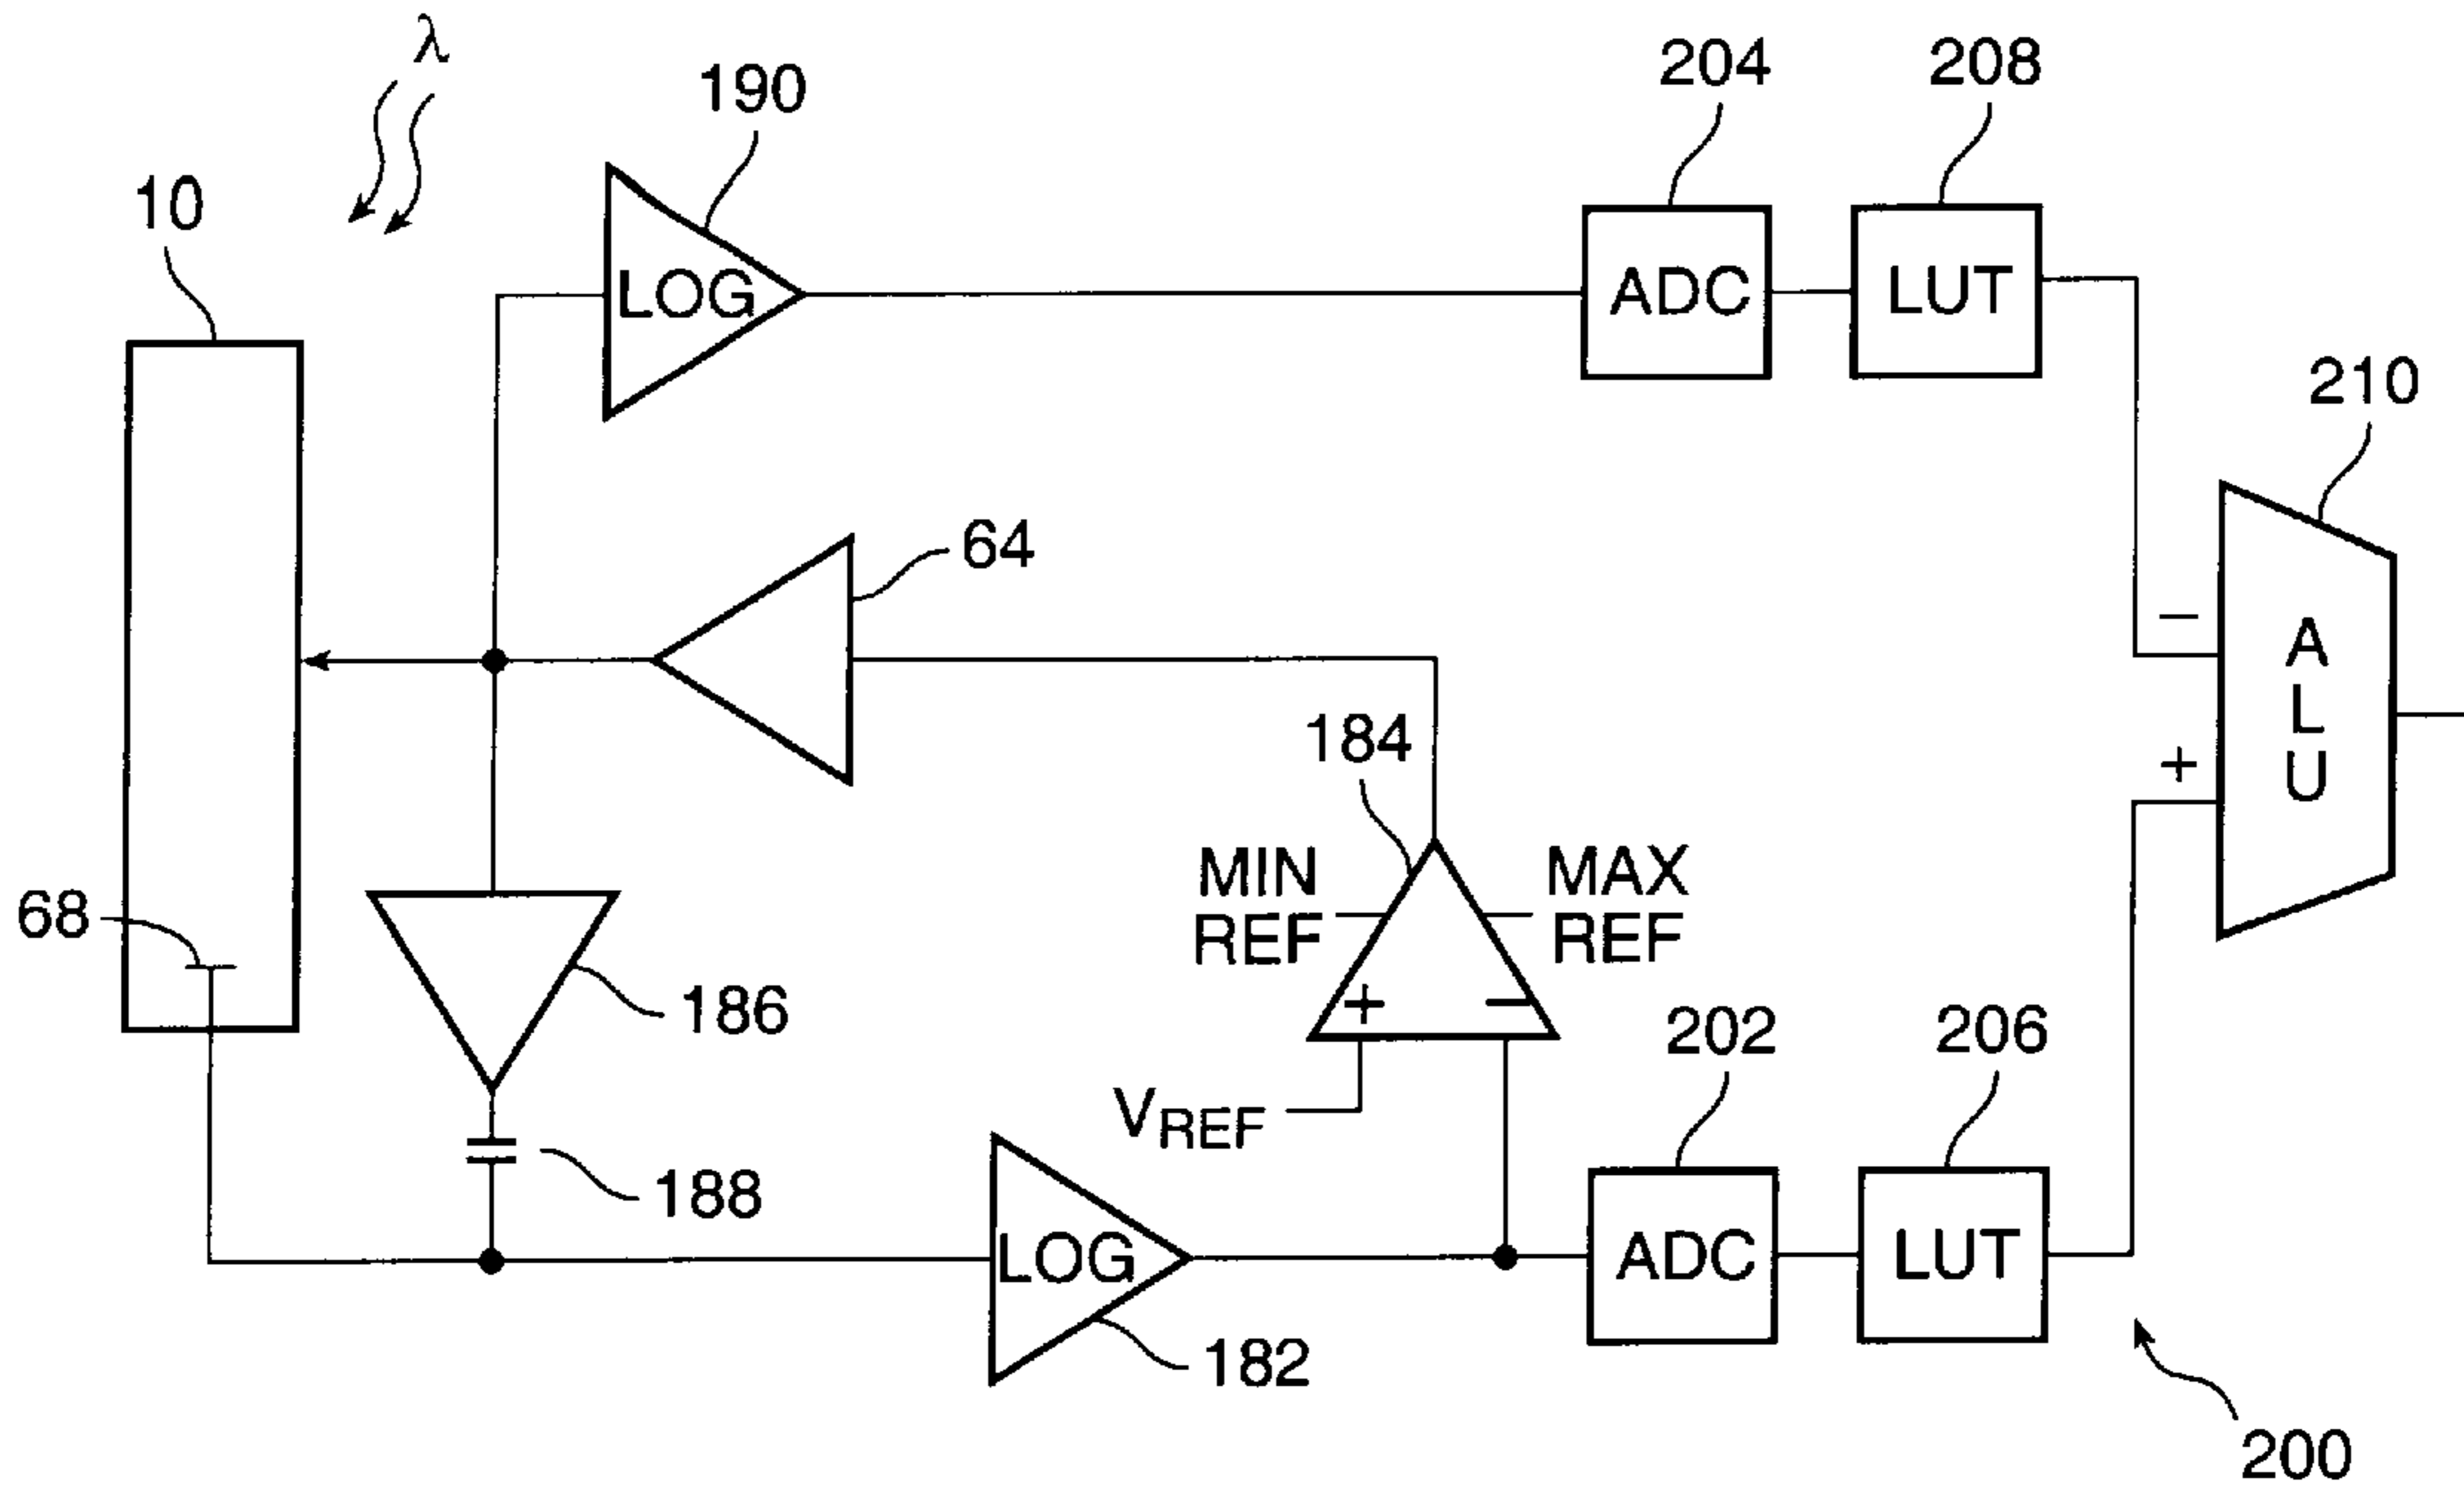 λ
190
204
208
10
LOG
ADC
LUT
210
64
A
L
U
−
+
184
MIN
REF
MAX
REF
68
+
−
186
202
206
VREF
188
LOG
ADC
LUT
182
200